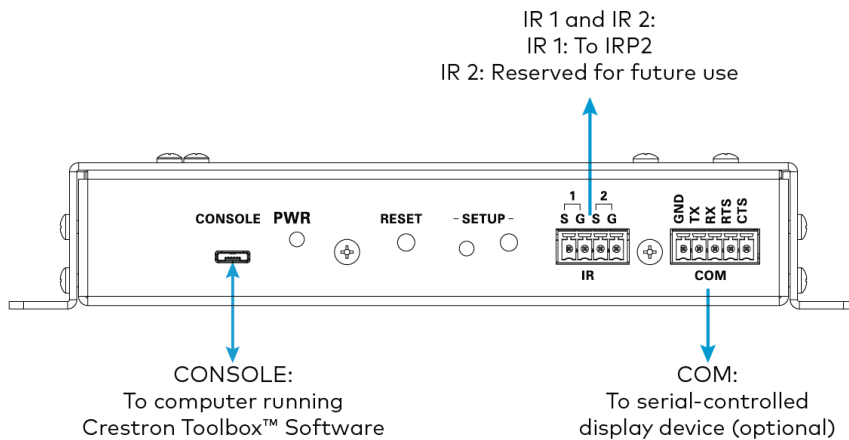 IR 1 and IR 2:
IR 1: To IRP2
IR 2: Reserved for future use
CONSOLE
PWR
RESET
- SETUP -
1 2
S G S G
IR
GND
TX
RX
RTS
CTS
COM
CONSOLE:
To computer running
Crestron Toolbox™ Software
COM:
To serial-controlled
display device (optional)